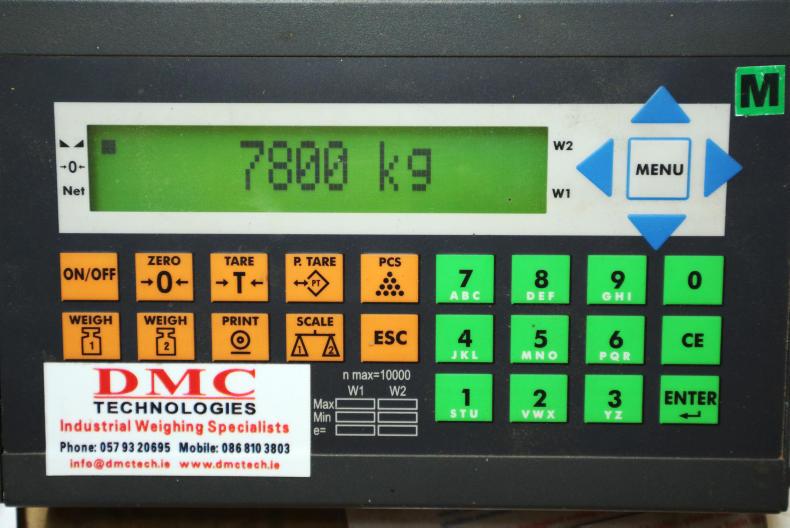 M
7800 kg
→0←
Net
W2
W1
MENU
ON/OFF
ZERO
→0←
TARE
→T←
P. TARE
PT
PCS
7
ABC
8
DEF
9
GHI
0
WEIGH
1
WEIGH
2
PRINT
SCALE
1 2
ESC
4
JKL
5
MNO
6
PQR
CE
1
STU
2
VWX
3
YZ
ENTER
n max=10000
W1 W2
Max
Min
e=
DMC
TECHNOLOGIES
Industrial Weighing Specialists
Phone: 057 93 20695 Mobile: 086 810 3803
info@dmctech.ie www.dmctech.ie